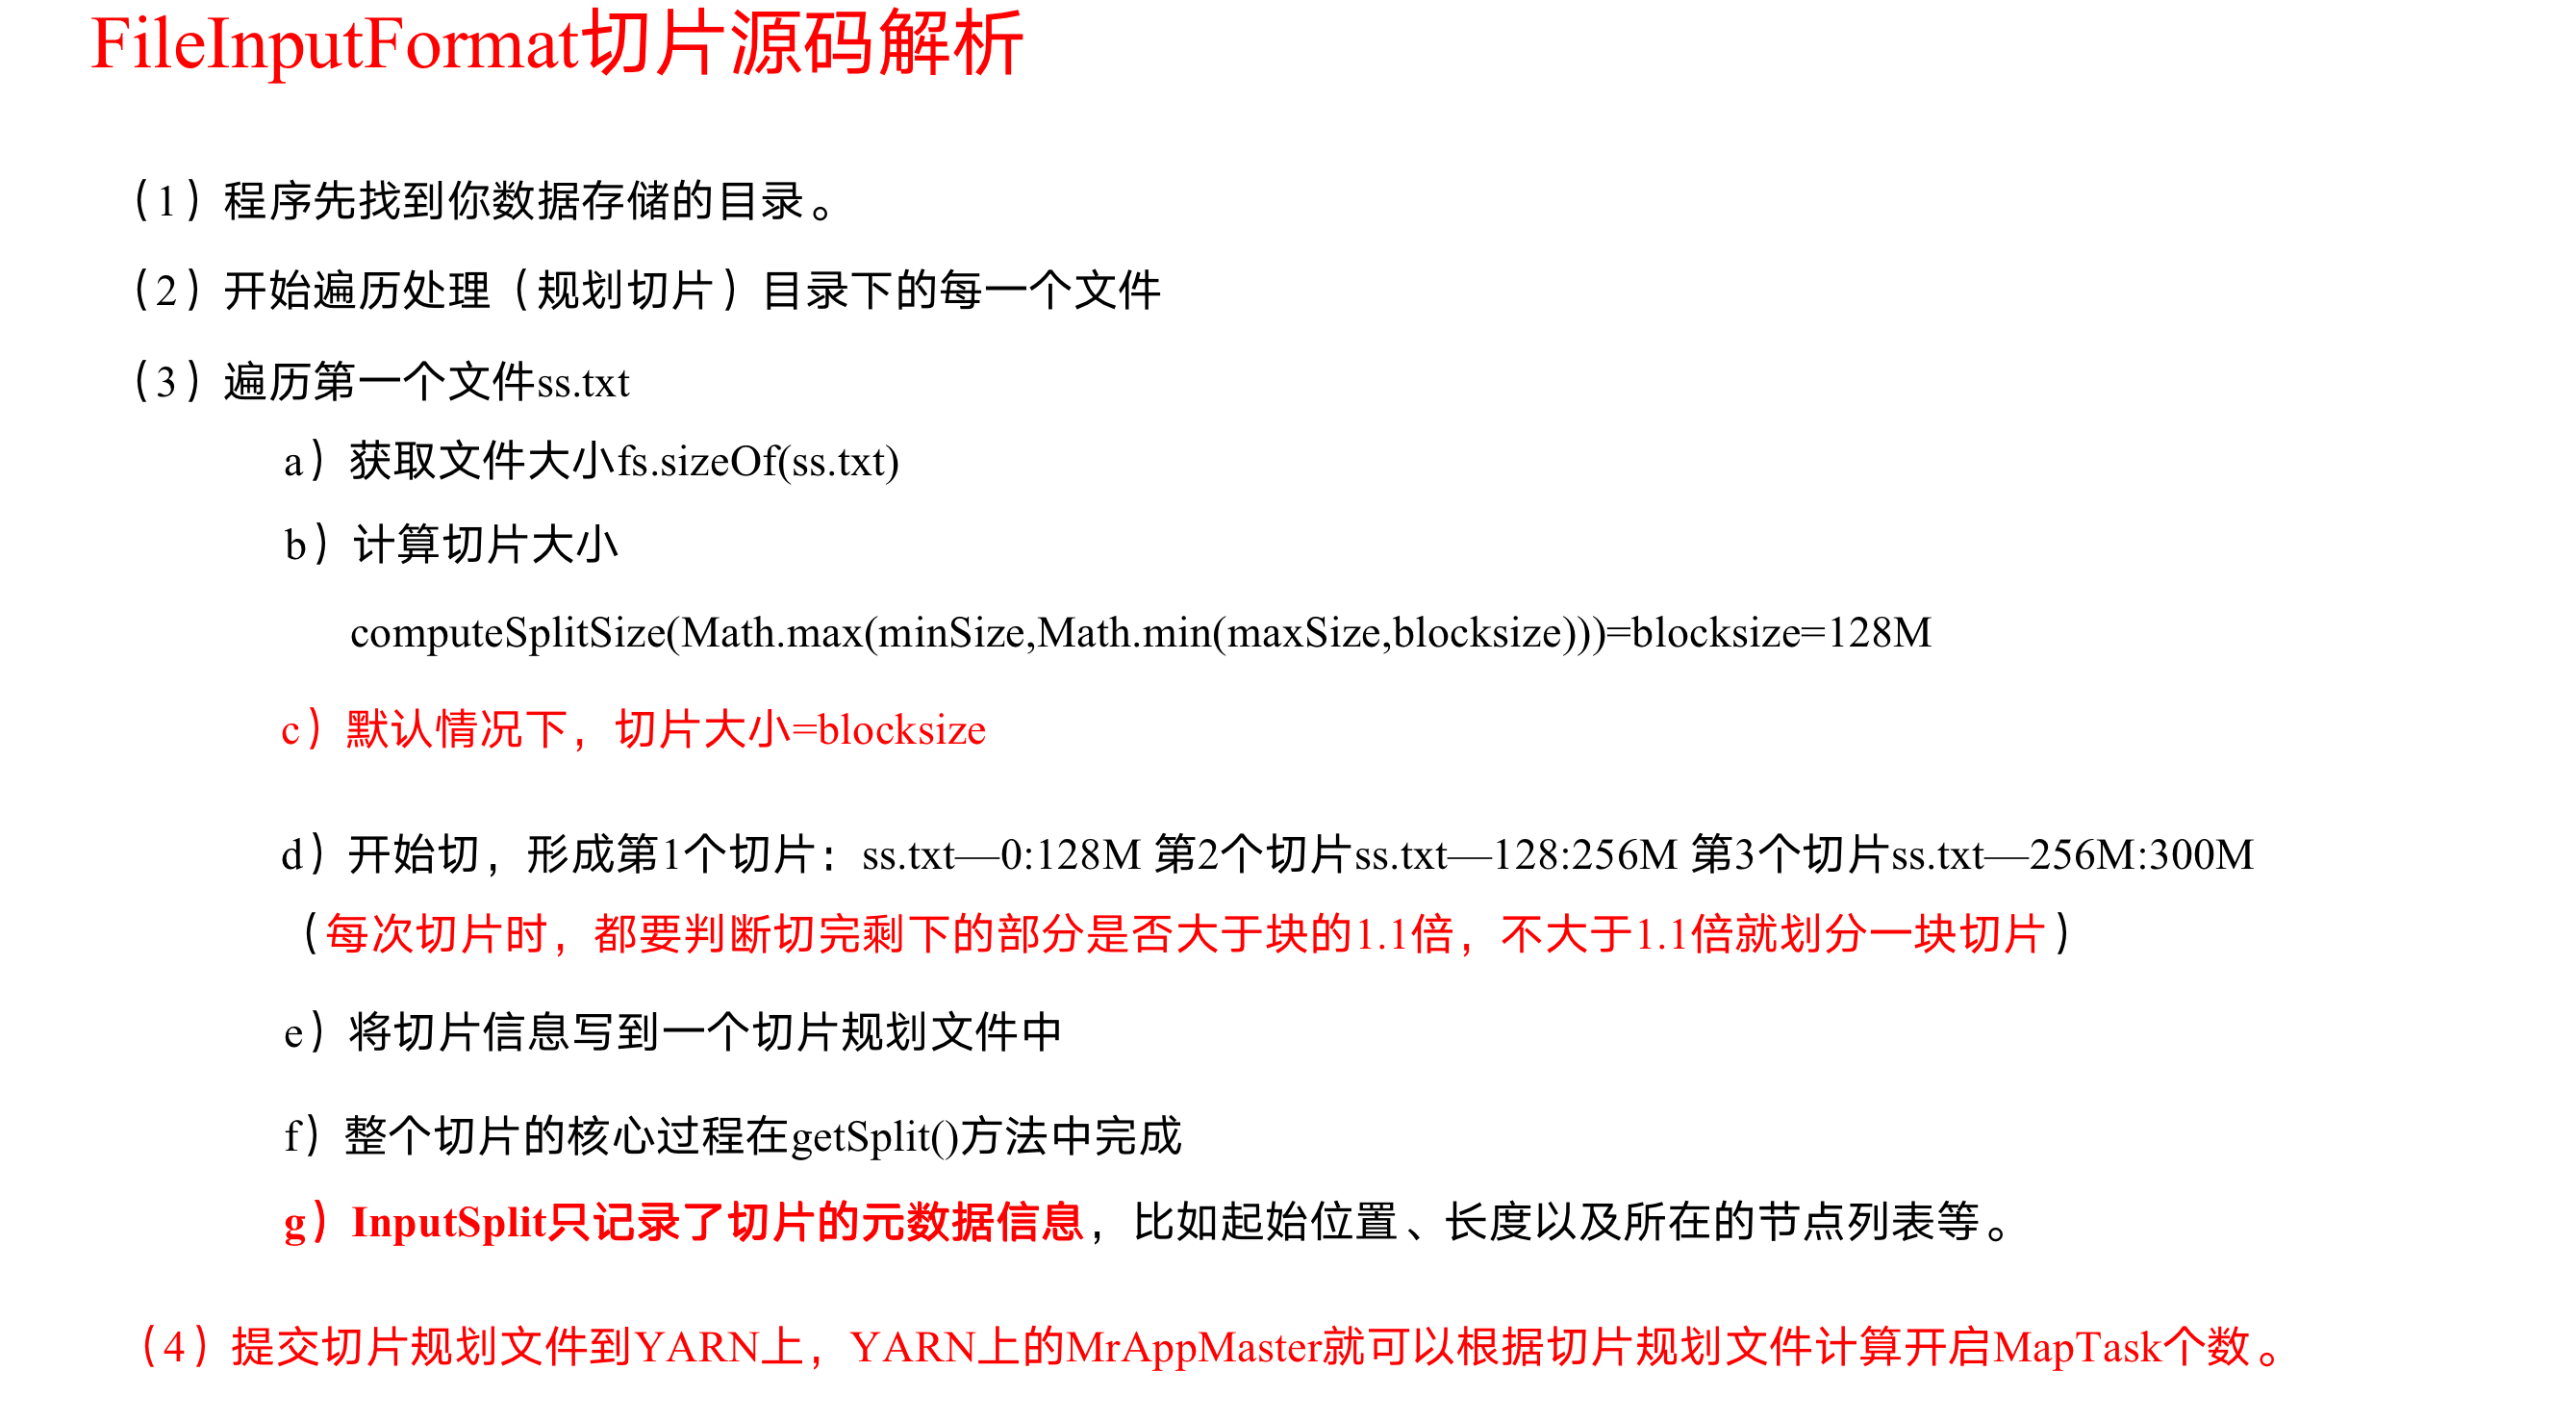 FileInputFormat切片源码解析
（1）程序先找到你数据存储的目录。
（2）开始遍历处理（规划切片）目录下的每一个文件
（3）遍历第一个文件ss.txt
a）获取文件大小fs.sizeOf(ss.txt)
b）计算切片大小
computeSplitSize(Math.max(minSize,Math.min(maxSize,blocksize)))=blocksize=128M
c）默认情况下，切片大小=blocksize
d）开始切，形成第1个切片：ss.txt—0:128M 第2个切片ss.txt—128:256M 第3个切片ss.txt—256M:300M
（每次切片时，都要判断切完剩下的部分是否大于块的1.1倍，不大于1.1倍就划分一块切片）
e）将切片信息写到一个切片规划文件中
f）整个切片的核心过程在getSplit()方法中完成
g）InputSplit只记录了切片的元数据信息，比如起始位置、长度以及所在的节点列表等。
（4）提交切片规划文件到YARN上，YARN上的MrAppMaster就可以根据切片规划文件计算开启MapTask个数。